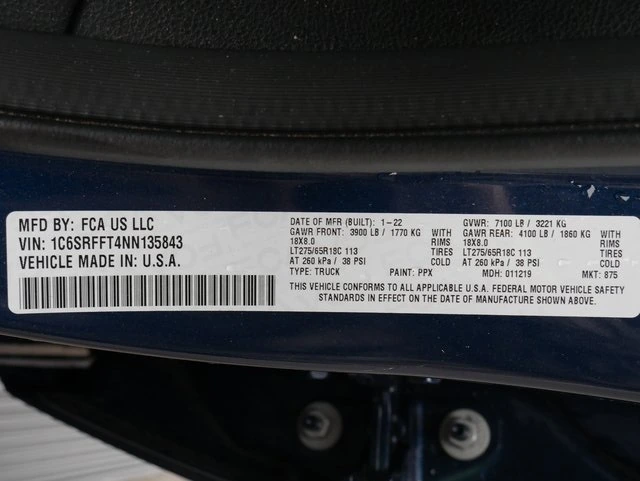 MFD BY: FCA US LLC
VIN: 1C6SRFFT4NN135843
VEHICLE MADE IN: U.S.A.
DATE OF MFR (BUILT): 1-22
GAWR FRONT: 3900 LB / 1770 KG WITH
18X8.0 RIMS
LT275/65R18C 113 TIRES
AT 260 kPa / 38 PSI COLD
TYPE: TRUCK PAINT: PPX
GVWR: 7100 LB / 3221 KG
GAWR REAR: 4100 LB / 1860 KG WITH
18X8.0 RIMS
LT275/65R18C 113 TIRES
AT 260 kPa / 38 PSI COLD
MDH: 011219 MKT: 875
THIS VEHICLE CONFORMS TO ALL APPLICABLE U.S.A. FEDERAL MOTOR VEHICLE SAFETY
STANDARDS IN EFFECT ON THE DATE OF MANUFACTURE SHOWN ABOVE.